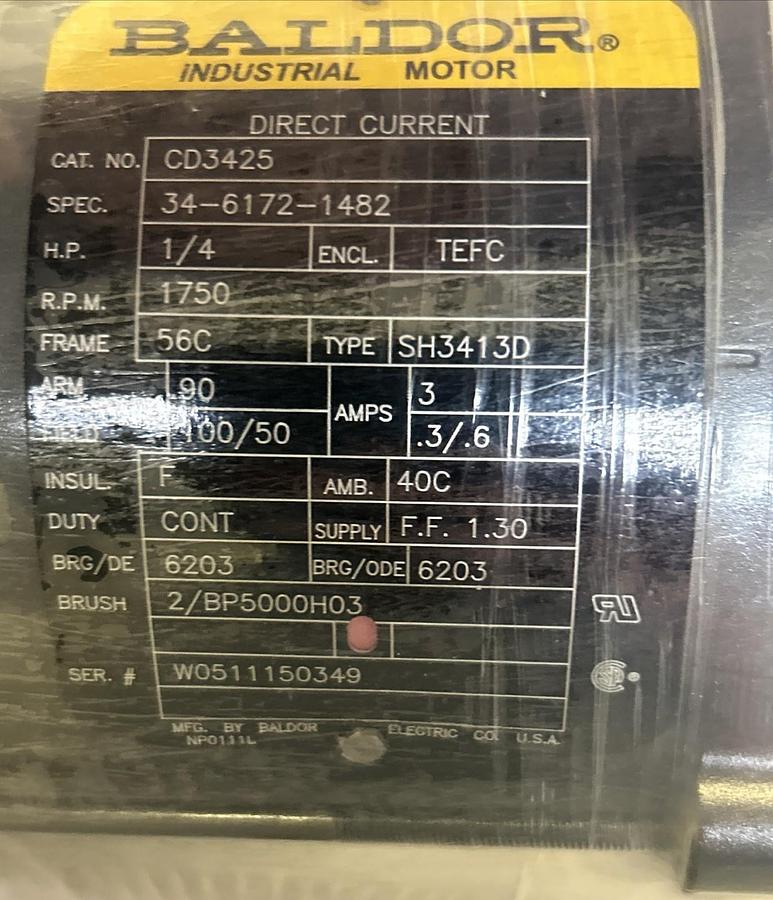 BALDOR®
INDUSTRIAL MOTOR
DIRECT CURRENT
CAT. NO. CD3425
SPEC. 34-6172-1482
H.P. 1/4 ENCL. TEFC
R.P.M. 1750
FRAME 56C TYPE SH3413D
ARM 90 AMPS 3
FIELD 100/50 .3/.6
INSUL. F AMB. 40C
DUTY CONT SUPPLY F.F. 1.30
BRG/DE 6203 BRG/ODE 6203
BRUSH 2/BP5000H03
SER. # W0511150349
MFG. BY BALDOR ELECTRIC CO. U.S.A.
NP0111L